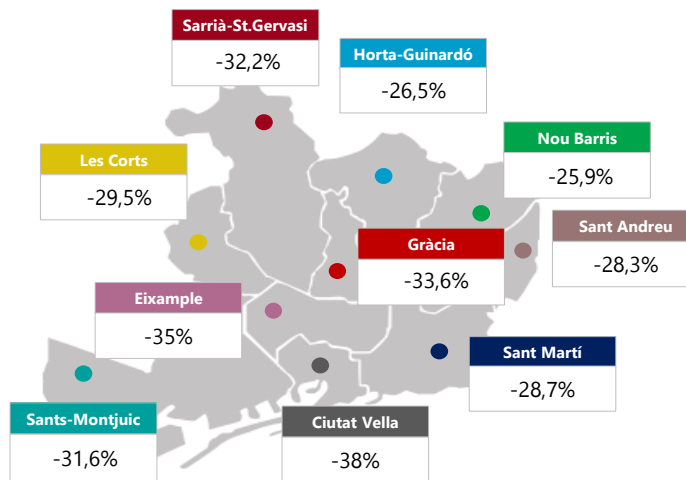 Sarrià-St.Gervasi
-32,2%
Horta-Guinardó
-26,5%
Nou Barris
-25,9%
Les Corts
-29,5%
Sant Andreu
-28,3%
Gràcia
-33,6%
Eixample
-35%
Sant Martí
-28,7%
Sants-Montjuic
-31,6%
Ciutat Vella
-38%